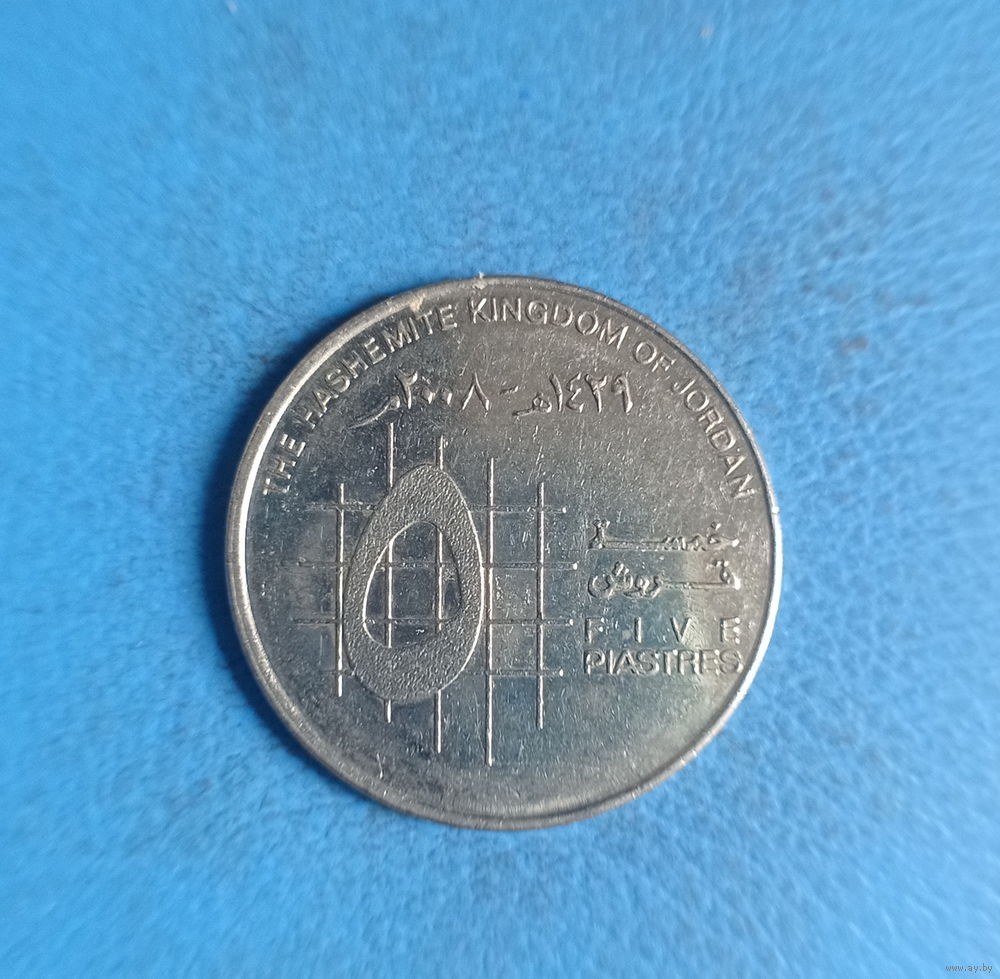 THE HASHEMITE KINGDOM OF JORDAN
١٤٢٩هـ - ٢٠٠٨م
٥
خمسة
قروش
FIVE
PIASTRES
www.ay.by